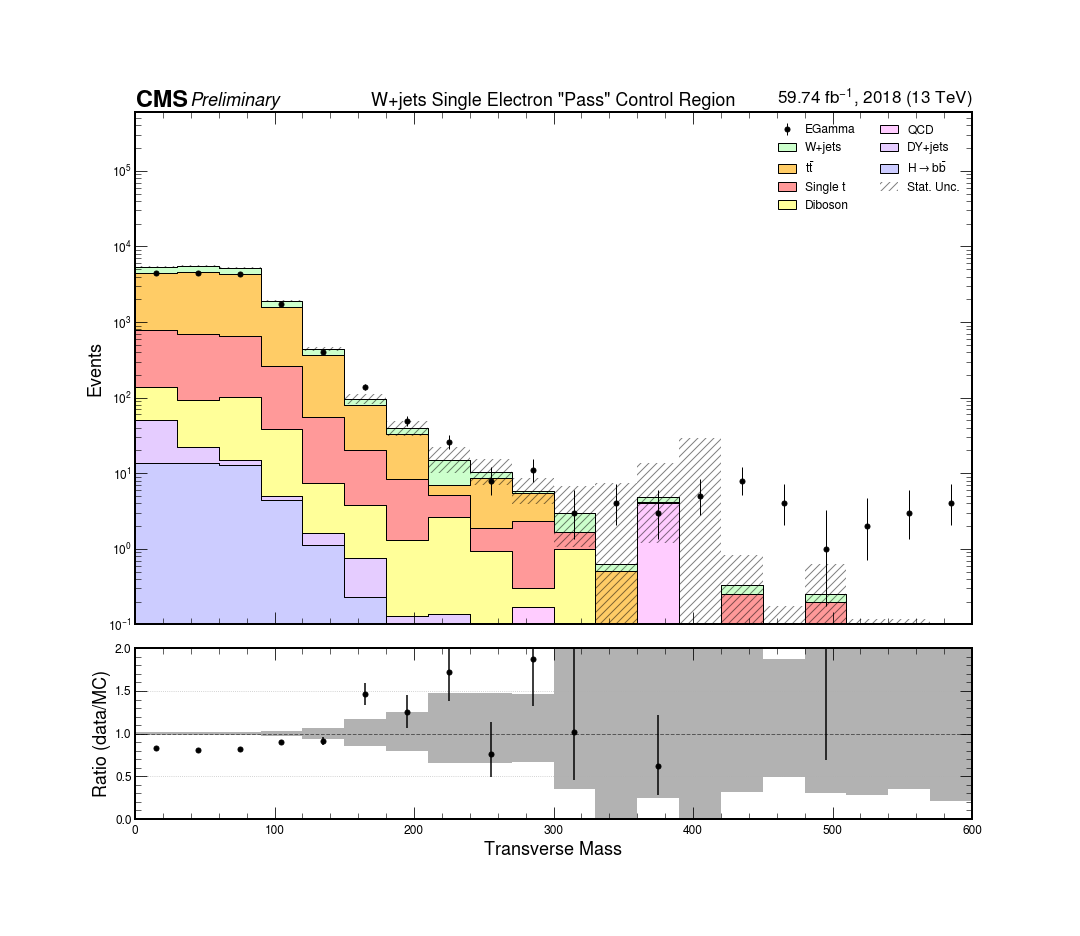 CMS Preliminary W+jets Single Electron "Pass" Control Region 59.74 fb⁻¹, 2018 (13 TeV)
EGamma QCD
W+jets DY+jets
tt̄ H→bb̄
Single t Stat. Unc.
Diboson
Events
10⁵
10⁴
10³
10²
10¹
10⁰
10⁻¹
Ratio (data/MC)
2.0
1.5
1.0
0.5
0.0
0 100 200 300 400 500 600
Transverse Mass